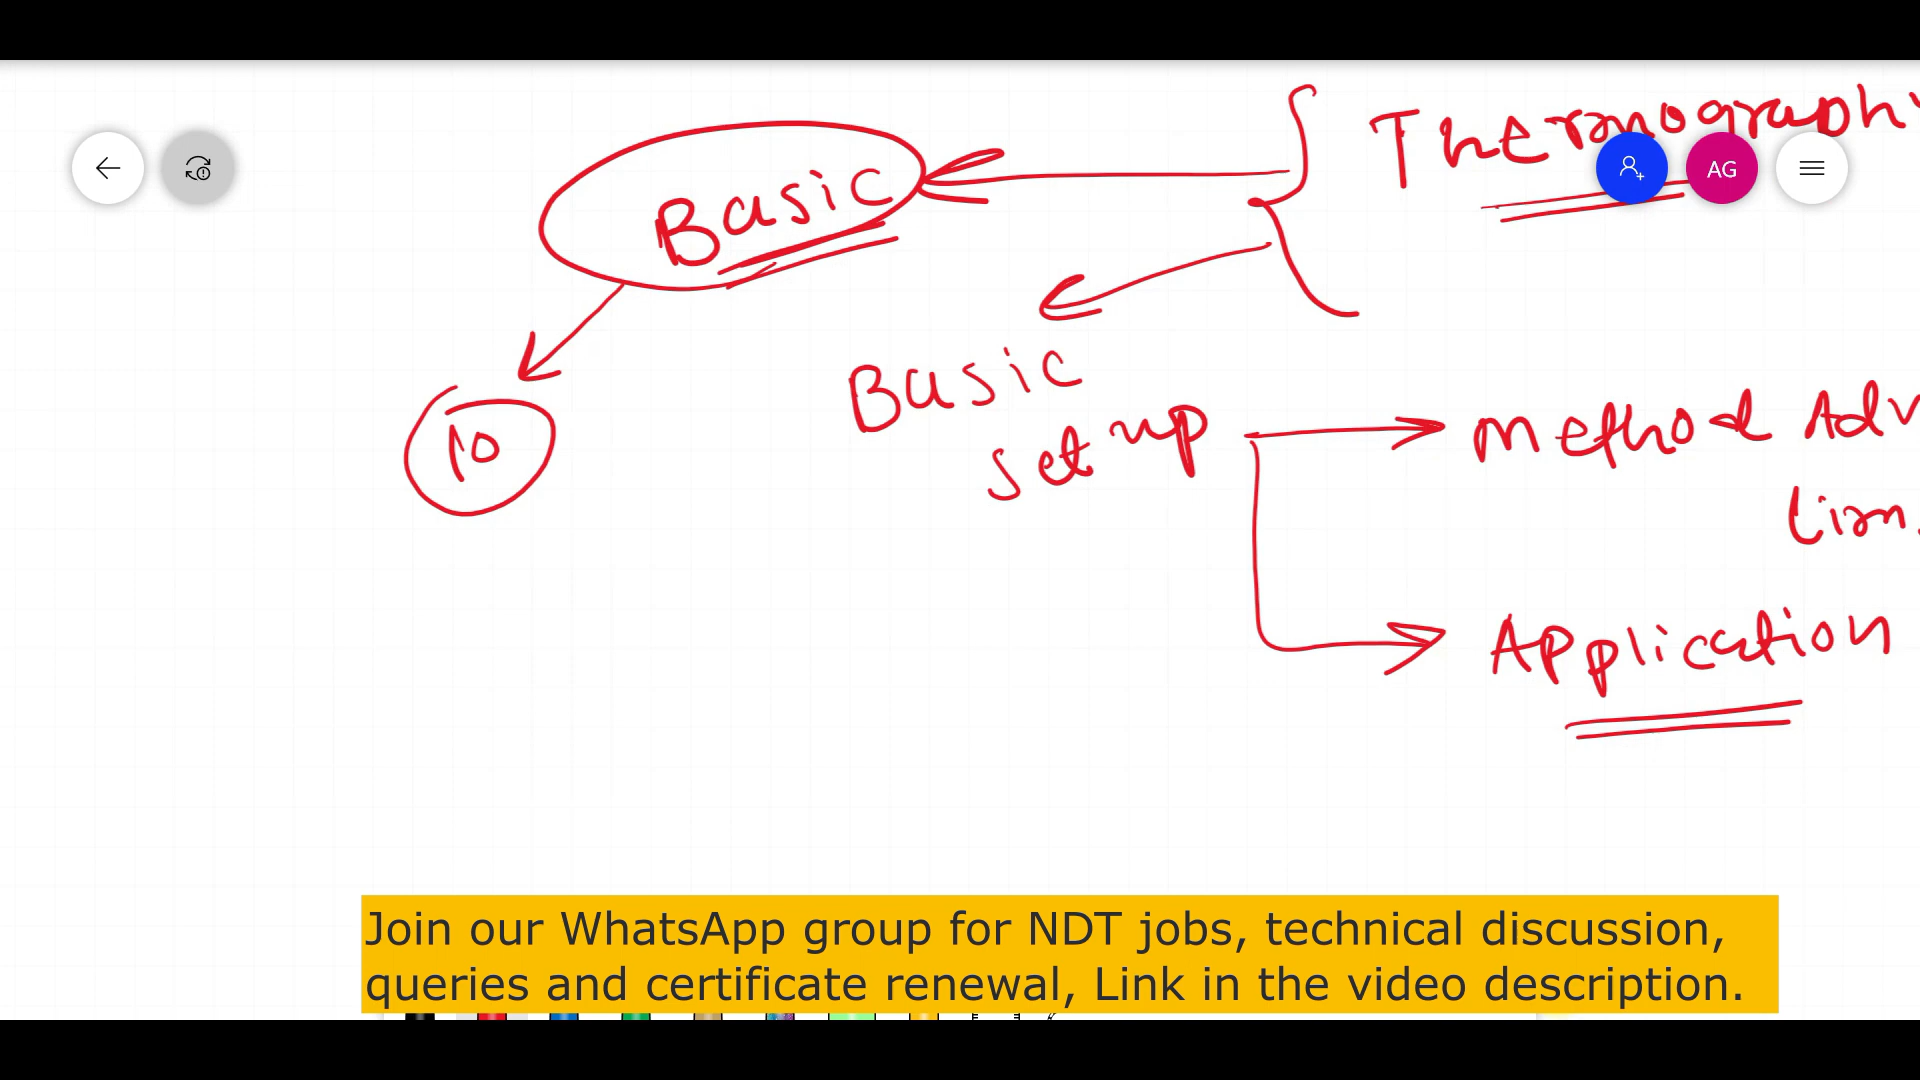 Thermography
Basic
AG
Basic
set up
Method Adv
Lim.
10
Application
Join our WhatsApp group for NDT jobs, technical discussion,
queries and certificate renewal, Link in the video description.